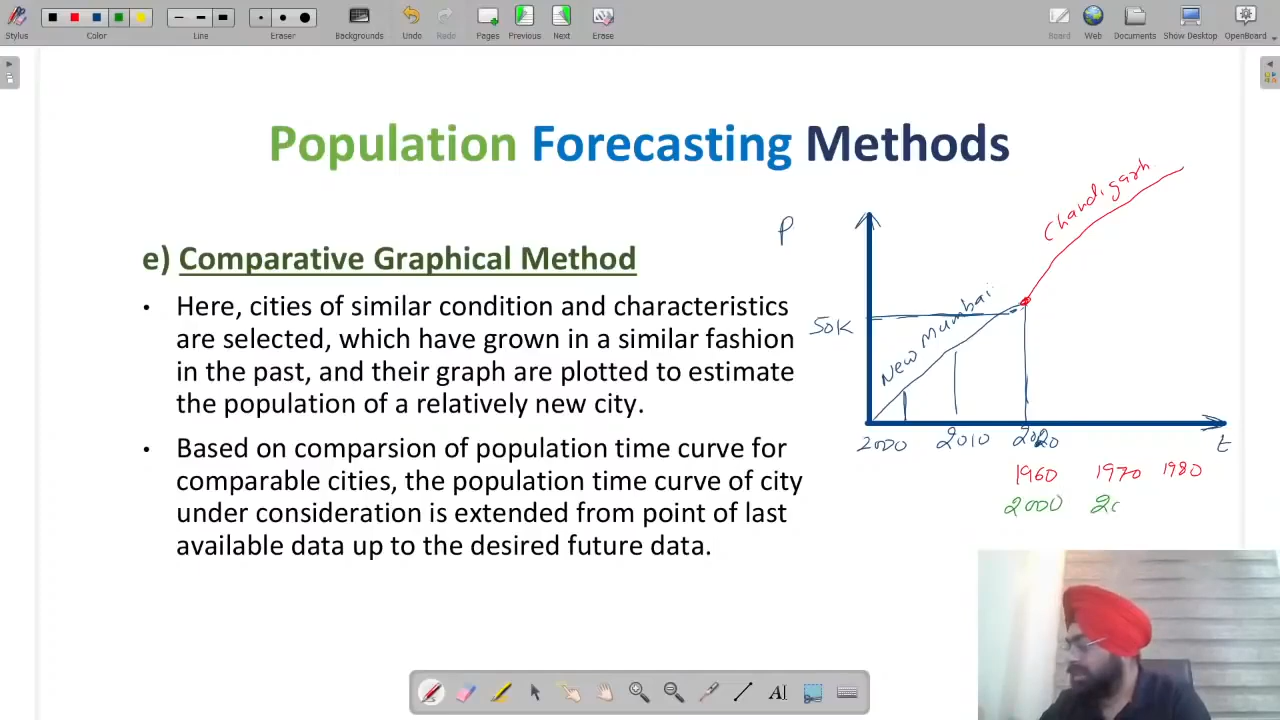 Stylus Color Line Eraser Backgrounds Undo Redo Pages Previous Next Erase Board Web Documents Show Desktop OpenBoard
Population Forecasting Methods
e) Comparative Graphical Method
• Here, cities of similar condition and characteristics
are selected, which have grown in a similar fashion
in the past, and their graph are plotted to estimate
the population of a relatively new city.
• Based on comparsion of population time curve for
comparable cities, the population time curve of city
under consideration is extended from point of last
available data up to the desired future data.
P
Chandigarh
New Mumbai
50K
2000 2010 2020
t
1960 1970 1980
2000 20
AI